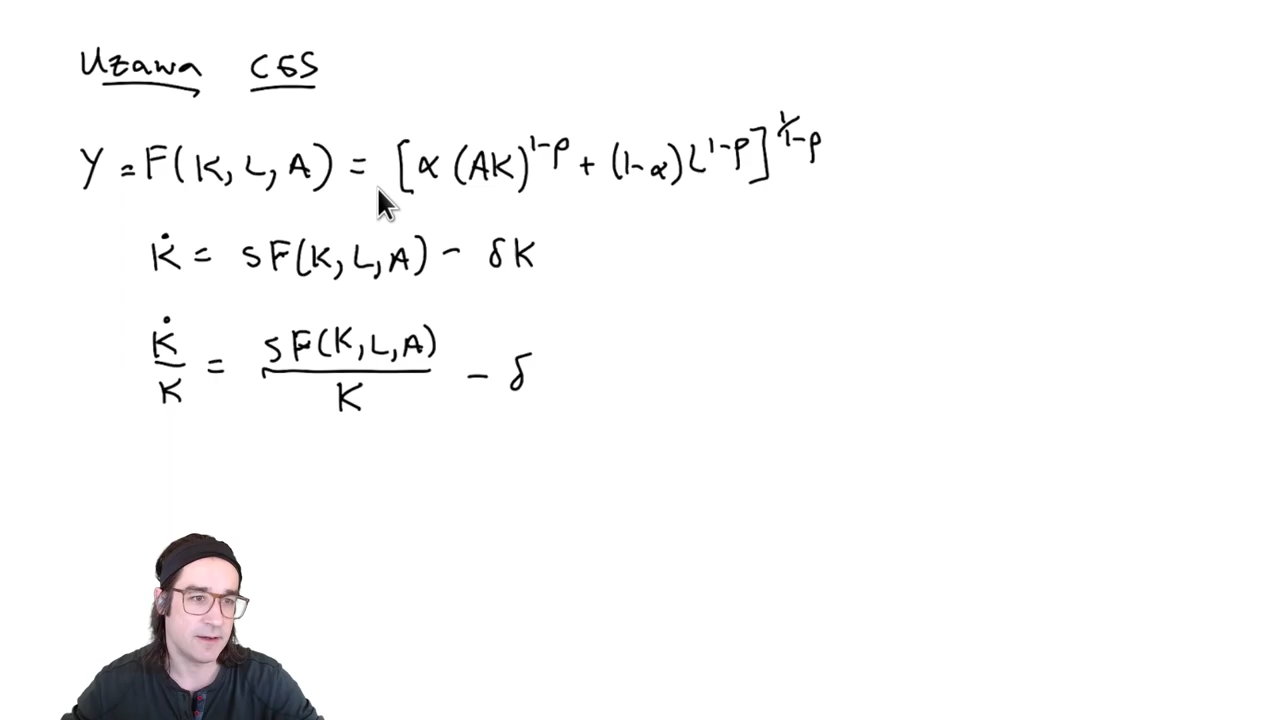 Uzawa CES
Y = F(K, L, A) = [α (AK)^{1-ρ} + (1-α) L^{1-ρ}]^{1/1-ρ}
K̇ = sF(K, L, A) - δK
K̇/K = sF(K, L, A)/K - δ